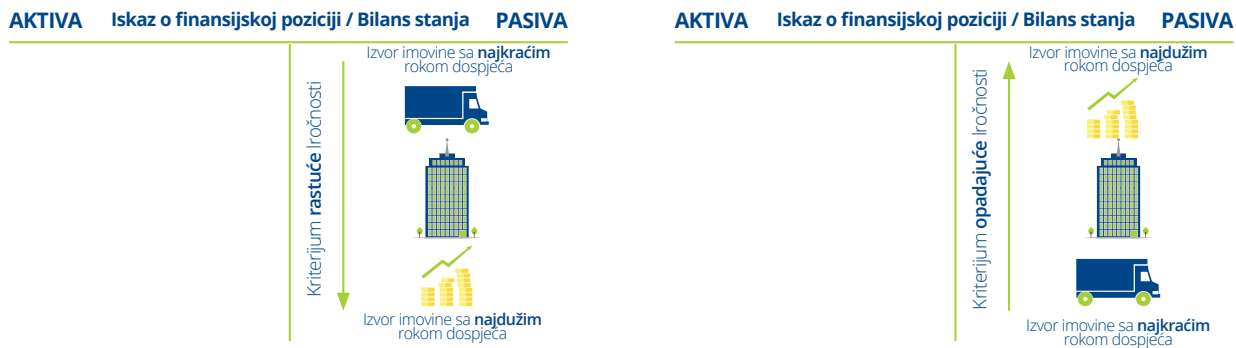 AKTIVA Iskaz o finansijskoj poziciji / Bilans stanja PASIVA
Izvor imovine sa najkraćim
rokom dospjeća
Kriterijum rastuće lročnosti
Izvor imovine sa najdužim
rokom dospjeća
AKTIVA Iskaz o finansijskoj poziciji / Bilans stanja PASIVA
Izvor imovine sa najdužim
rokom dospjeća
Kriterijum opadajuće lročnosti
Izvor imovine sa najkraćim
rokom dospjeća